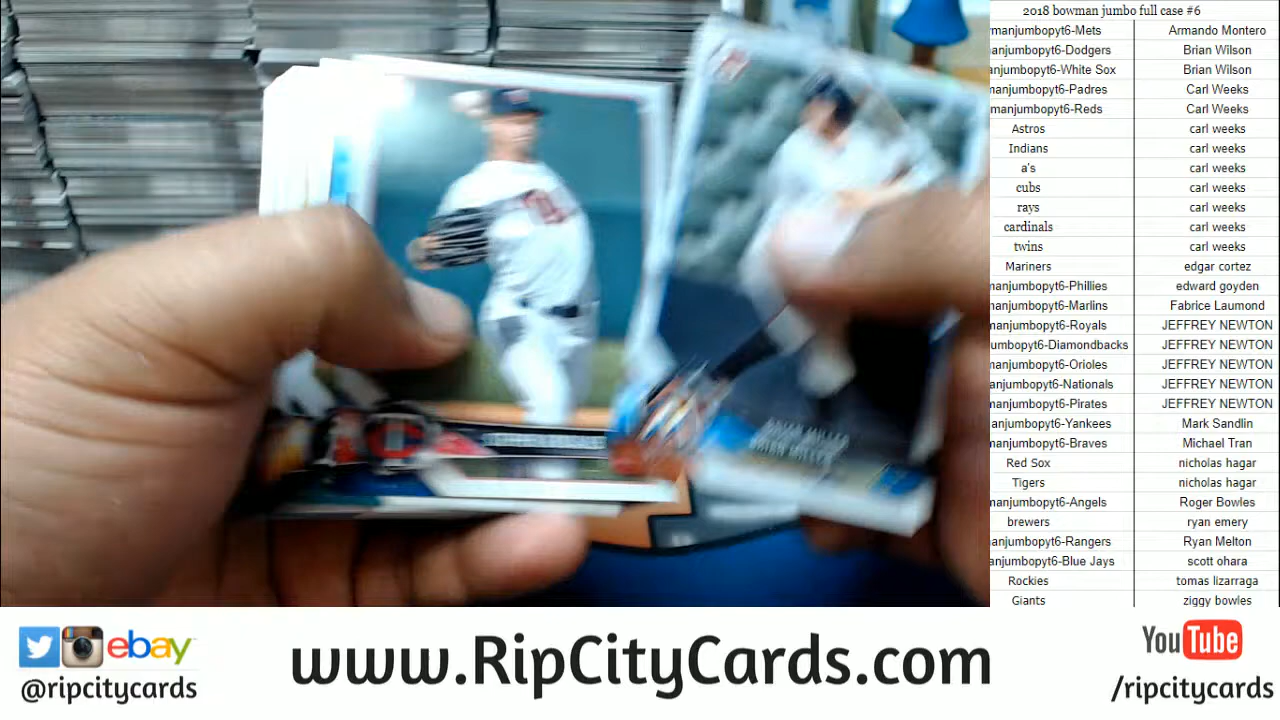 2018 bowman jumbo full case #6
manjumbopyt6-Mets Armando Montero
anjumbopyt6-Dodgers Brian Wilson
anjumbopyt6-White Sox Brian Wilson
manjumbopyt6-Padres Carl Weeks
manjumbopyt6-Reds Carl Weeks
Astros carl weeks
Indians carl weeks
a's carl weeks
cubs carl weeks
rays carl weeks
cardinals carl weeks
twins carl weeks
Mariners edgar cortez
manjumbopyt6-Phillies edward goyden
manjumbopyt6-Marlins Fabrice Laumond
manjumbopyt6-Royals JEFFREY NEWTON
umbopyt6-Diamondbacks JEFFREY NEWTON
manjumbopyt6-Orioles JEFFREY NEWTON
anjumbopyt6-Nationals JEFFREY NEWTON
manjumbopyt6-Pirates JEFFREY NEWTON
manjumbopyt6-Yankees Mark Sandlin
manjumbopyt6-Braves Michael Tran
Red Sox nicholas hagar
Tigers nicholas hagar
manjumbopyt6-Angels Roger Bowles
brewers ryan emery
manjumbopyt6-Rangers Ryan Melton
manjumbopyt6-Blue Jays scott ohara
Rockies tomas lizarraga
Giants ziggy bowles
ebay
@ripcitycards
www.RipCityCards.com
YouTube
/ripcitycards